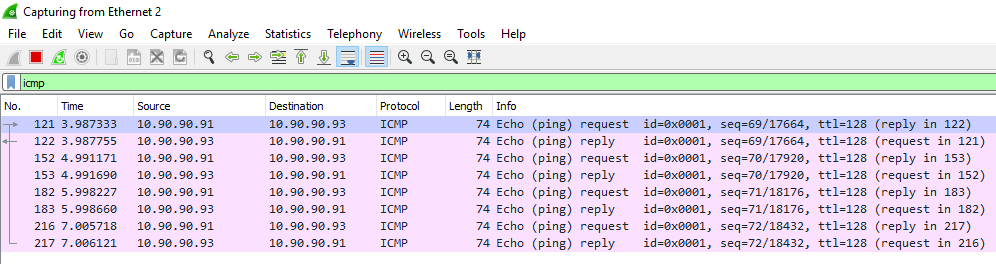 Capturing from Ethernet 2
File Edit View Go Capture Analyze Statistics Telephony Wireless Tools Help
icmp
No. Time Source Destination Protocol Length Info
121 3.987333 10.90.90.91 10.90.90.93 ICMP 74 Echo (ping) request id=0x0001, seq=69/17664, ttl=128 (reply in 122)
122 3.987755 10.90.90.93 10.90.90.91 ICMP 74 Echo (ping) reply id=0x0001, seq=69/17664, ttl=128 (request in 121)
152 4.991171 10.90.90.91 10.90.90.93 ICMP 74 Echo (ping) request id=0x0001, seq=70/17920, ttl=128 (reply in 153)
153 4.991690 10.90.90.93 10.90.90.91 ICMP 74 Echo (ping) reply id=0x0001, seq=70/17920, ttl=128 (request in 152)
182 5.998227 10.90.90.91 10.90.90.93 ICMP 74 Echo (ping) request id=0x0001, seq=71/18176, ttl=128 (reply in 183)
183 5.998660 10.90.90.93 10.90.90.91 ICMP 74 Echo (ping) reply id=0x0001, seq=71/18176, ttl=128 (request in 182)
216 7.005718 10.90.90.91 10.90.90.93 ICMP 74 Echo (ping) request id=0x0001, seq=72/18432, ttl=128 (reply in 217)
217 7.006121 10.90.90.93 10.90.90.91 ICMP 74 Echo (ping) reply id=0x0001, seq=72/18432, ttl=128 (request in 216)